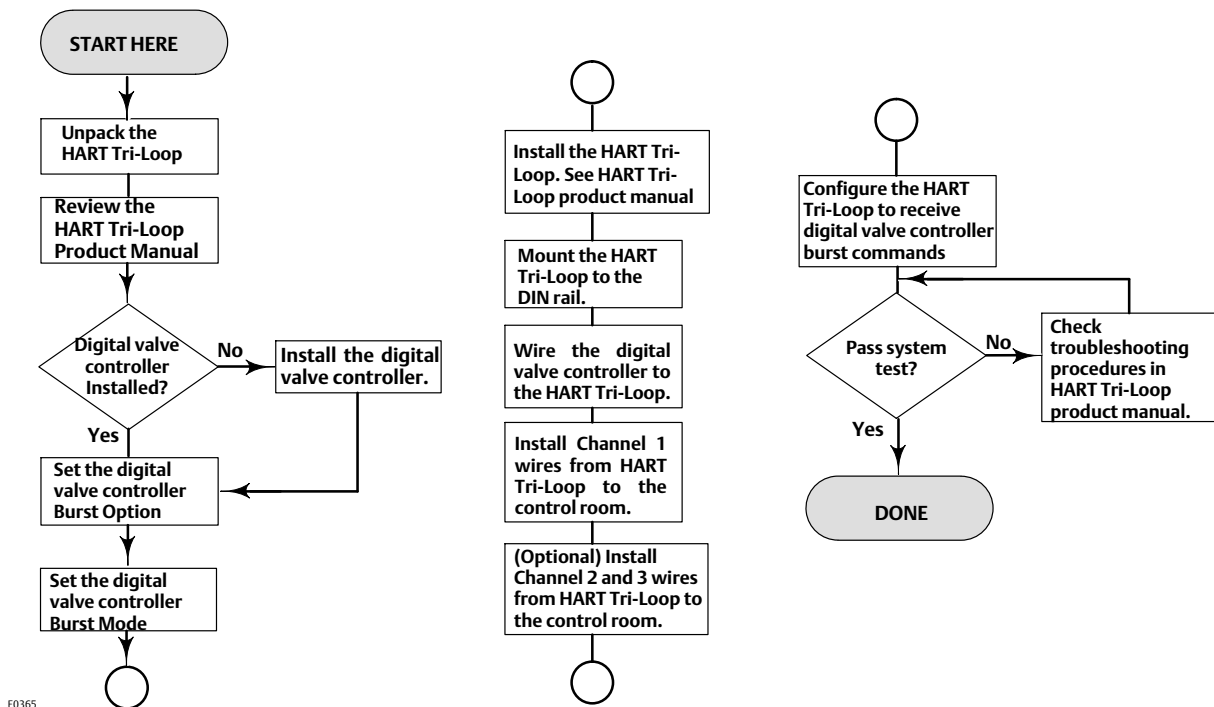 START HERE
Unpack the
HART Tri-Loop
Review the
HART Tri-Loop
Product Manual
Digital valve
controller
Installed?
No
Install the digital
valve controller.
Yes
Set the digital
valve controller
Burst Option
Set the digital
valve controller
Burst Mode
Install the HART Tri-
Loop. See HART Tri-
Loop product manual
Mount the HART
Tri-Loop to the
DIN rail.
Wire the digital
valve controller to
the HART Tri-Loop.
Install Channel 1
wires from HART
Tri-Loop to the
control room.
(Optional) Install
Channel 2 and 3 wires
from HART Tri-Loop to
the control room.
Configure the HART
Tri-Loop to receive
digital valve controller
burst commands
Pass system
test?
No
Check
troubleshooting
procedures in
HART Tri-Loop
product manual.
Yes
DONE
E0365